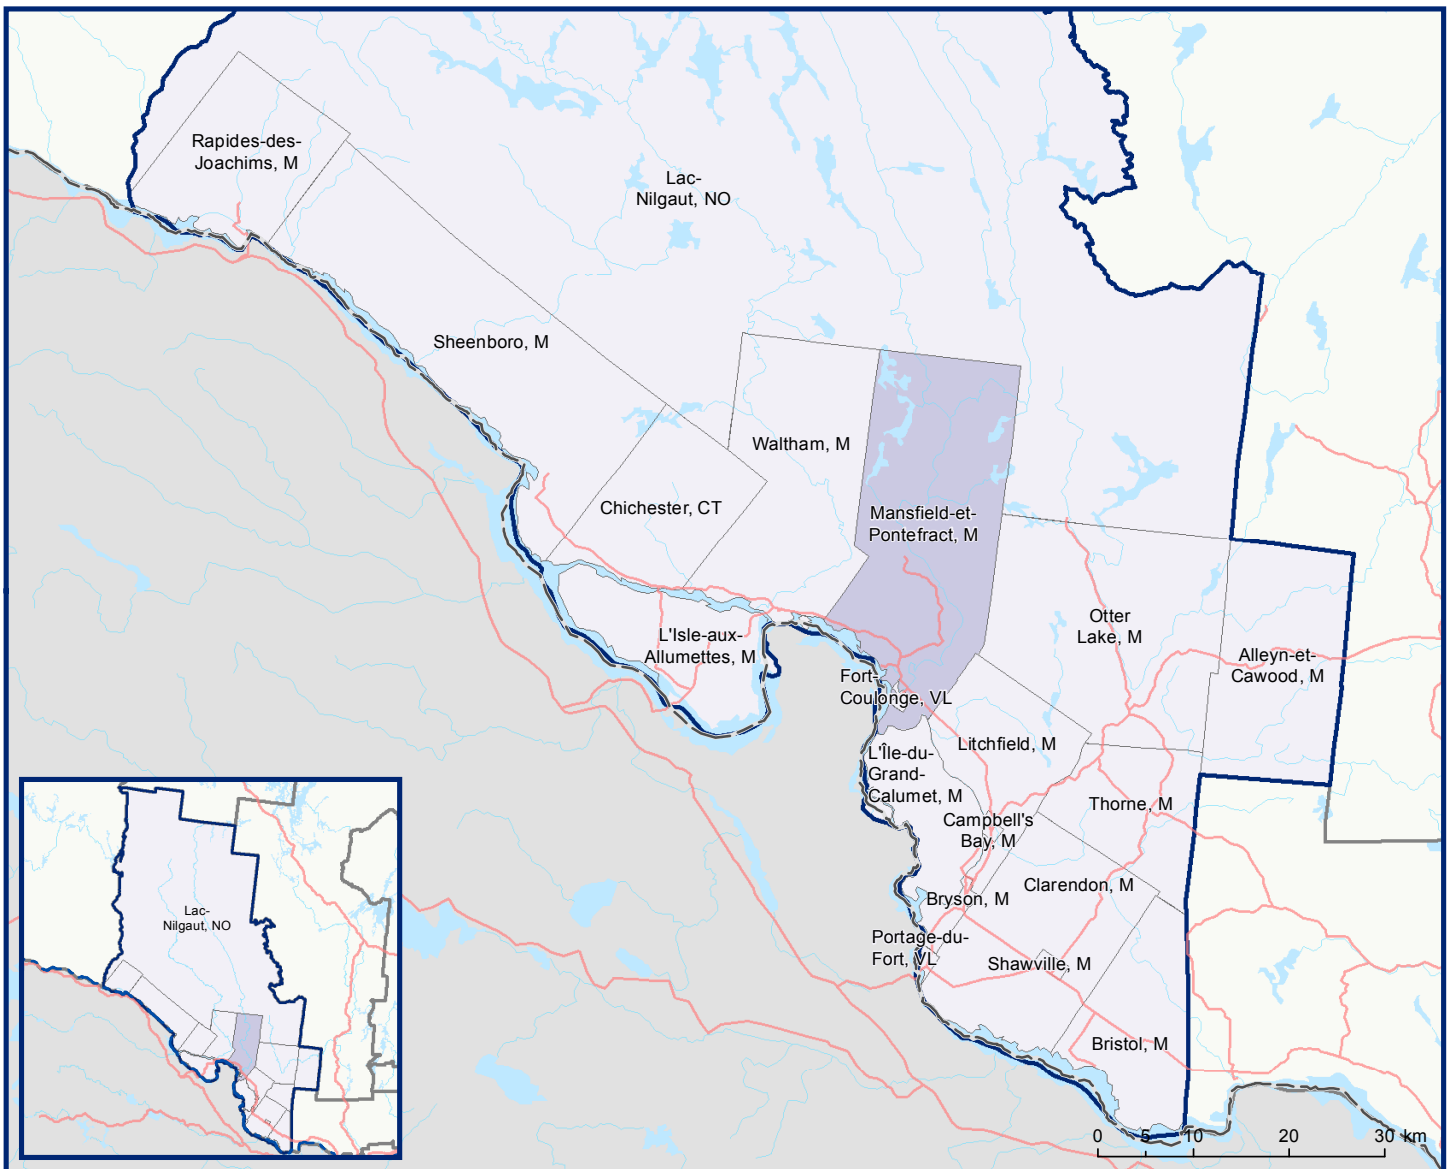 Rapides-des-
Joachims, M
Lac-
Nilgaut, NO
Sheenboro, M
Waltham, M
Chichester, CT
Mansfield-et-
Pontefract, M
L'Isle-aux-
Allumettes, M
Otter
Lake, M
Alleyn-et-
Cawood, M
Fort-
Coulonge, VL
Litchfield, M
L'Île-du-
Grand-
Calumet, M
Thorne, M
Campbell's
Bay, M
Clarendon, M
Bryson, M
Portage-du-
Fort, VL
Shawville, M
Bristol, M
Lac-
Nilgaut, NO
0 5 10 20 30 km